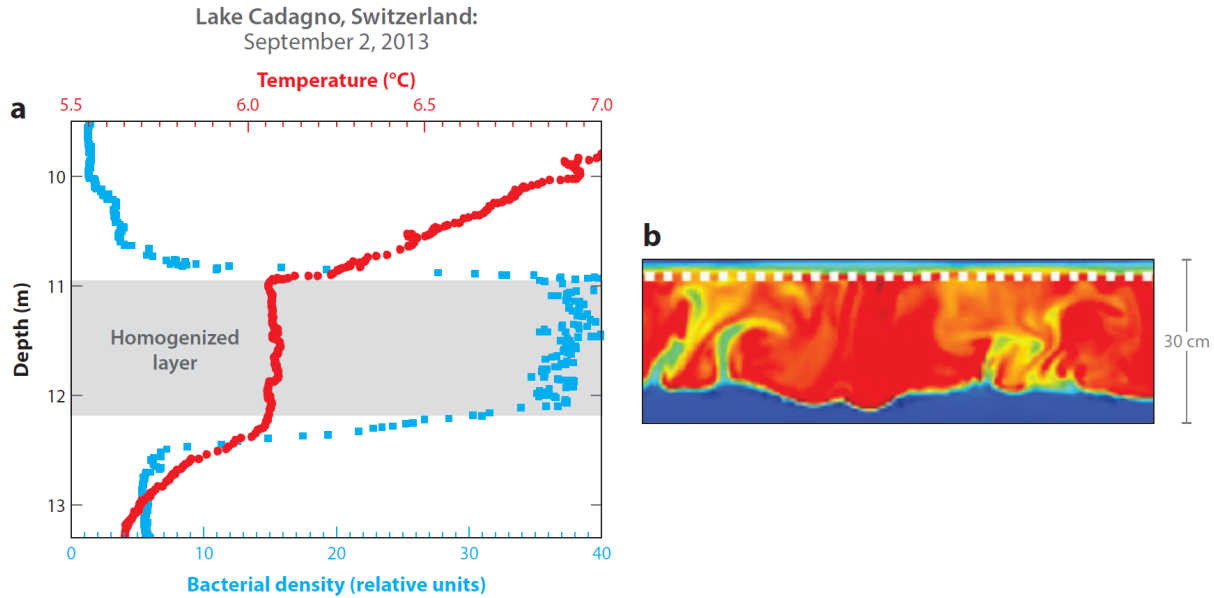 Lake Cadagno, Switzerland:
September 2, 2013
Temperature (°C)
a
5.5 6.0 6.5 7.0
10
11
12
13
Depth (m)
Homogenized
layer
0 10 20 30 40
Bacterial density (relative units)
b
30 cm